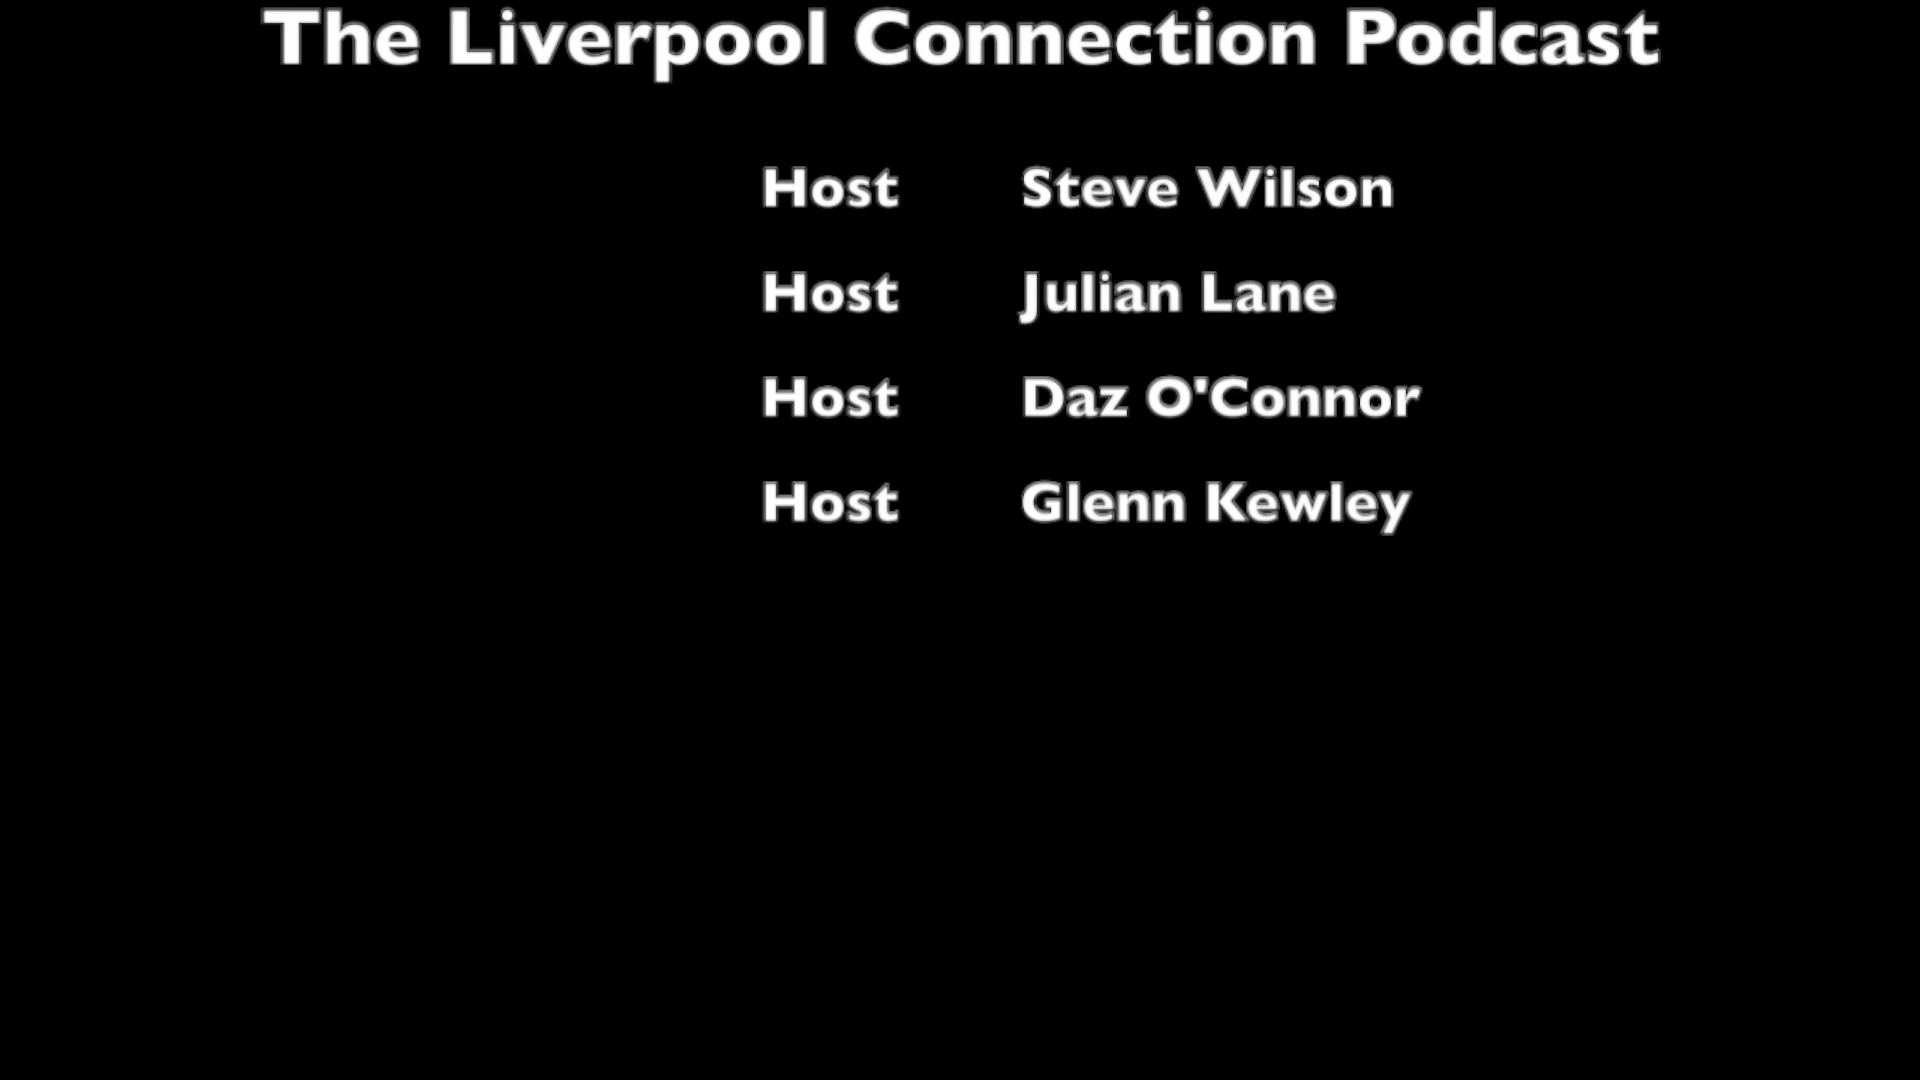 The Liverpool Connection Podcast
Host Steve Wilson
Host Julian Lane
Host Daz O'Connor
Host Glenn Kewley